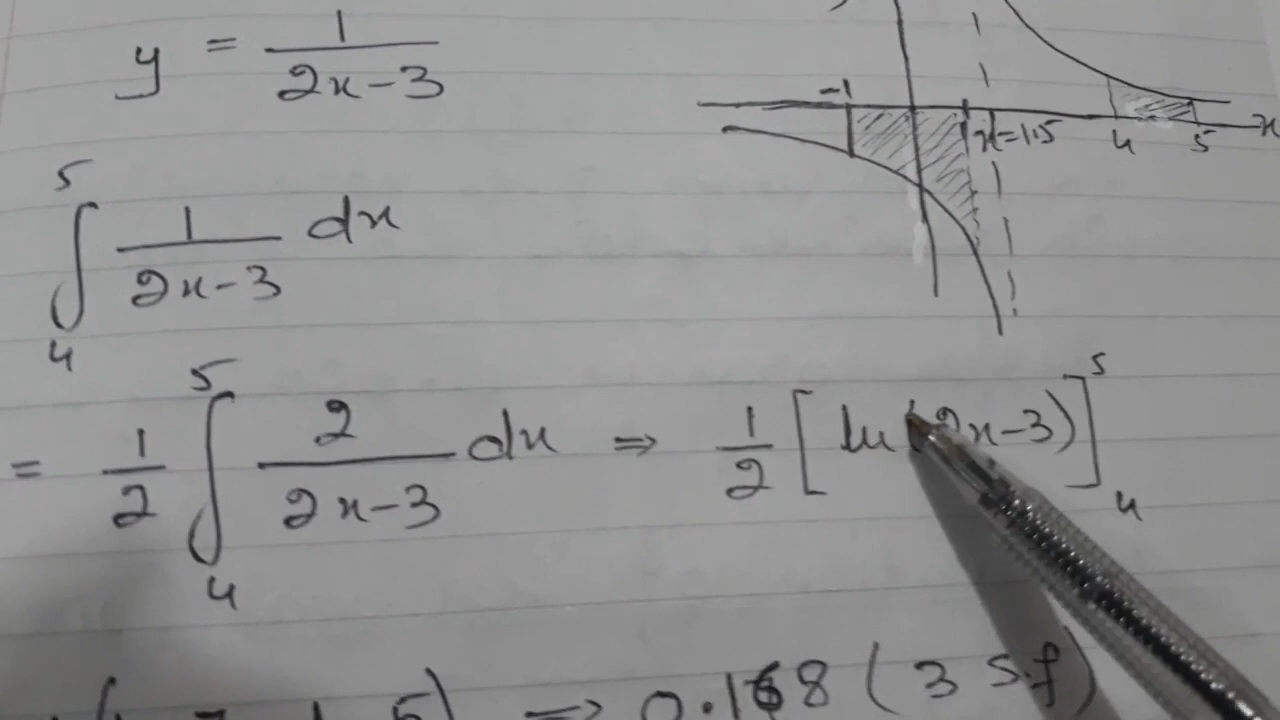 y = 1/(2x-3)
-1 x=1.5 4 5 x
∫₄⁵ 1/(2x-3) dx
= 1/2 ∫₄⁵ 2/(2x-3) dx ⇒ 1/2 [ln(2x-3)]₄⁵
5) ⇒ 0.168 (3 s.f)